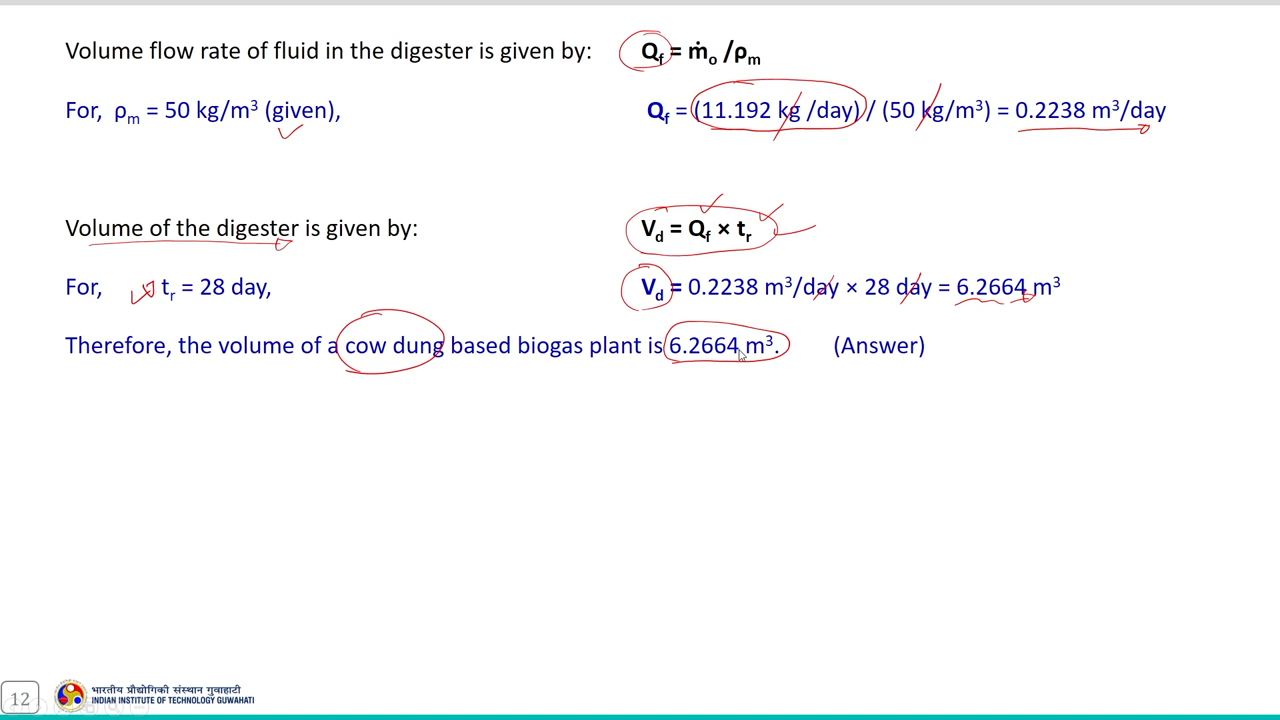 Volume flow rate of fluid in the digester is given by: Qf = ṁo /ρm
For, ρm = 50 kg/m³ (given), Qf = (11.192 kg /day) / (50 kg/m³) = 0.2238 m³/day
Volume of the digester is given by: Vd = Qf × tr
For, tr = 28 day, Vd = 0.2238 m³/day × 28 day = 6.2664 m³
Therefore, the volume of a cow dung based biogas plant is 6.2664 m³. (Answer)
12
भारतीय प्रौद्योगिकी संस्थान गुवाहाटी
INDIAN INSTITUTE OF TECHNOLOGY GUWAHATI